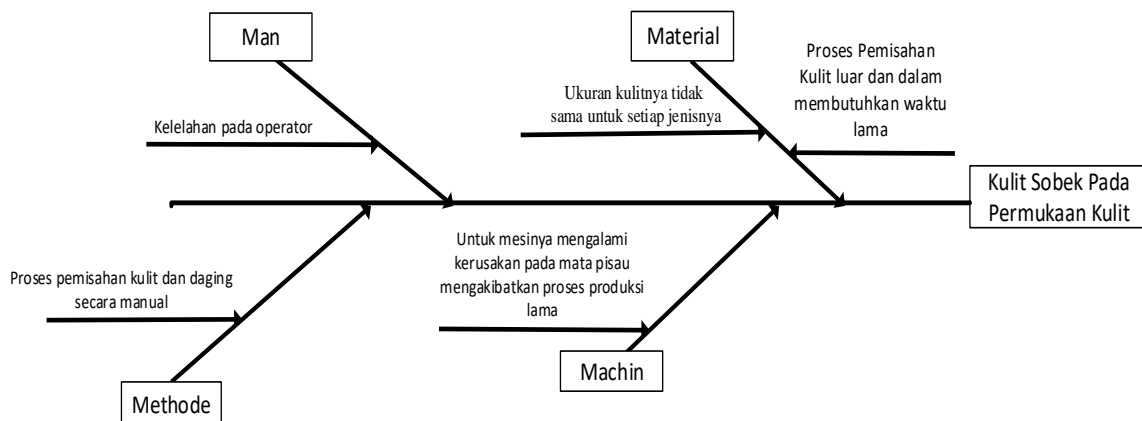 Man
Kelelahan pada operator
Material
Ukuran kulitnya tidak
sama untuk setiap jenisnya
Proses Pemisahan
Kulit luar dan dalam
membutuhkan waktu
lama
Kulit Sobek Pada
Permukaan Kulit
Proses pemisahan kulit dan daging
secara manual
Methode
Untuk mesinya mengalami
kerusakan pada mata pisau
mengakibatkan proses produksi
lama
Machin